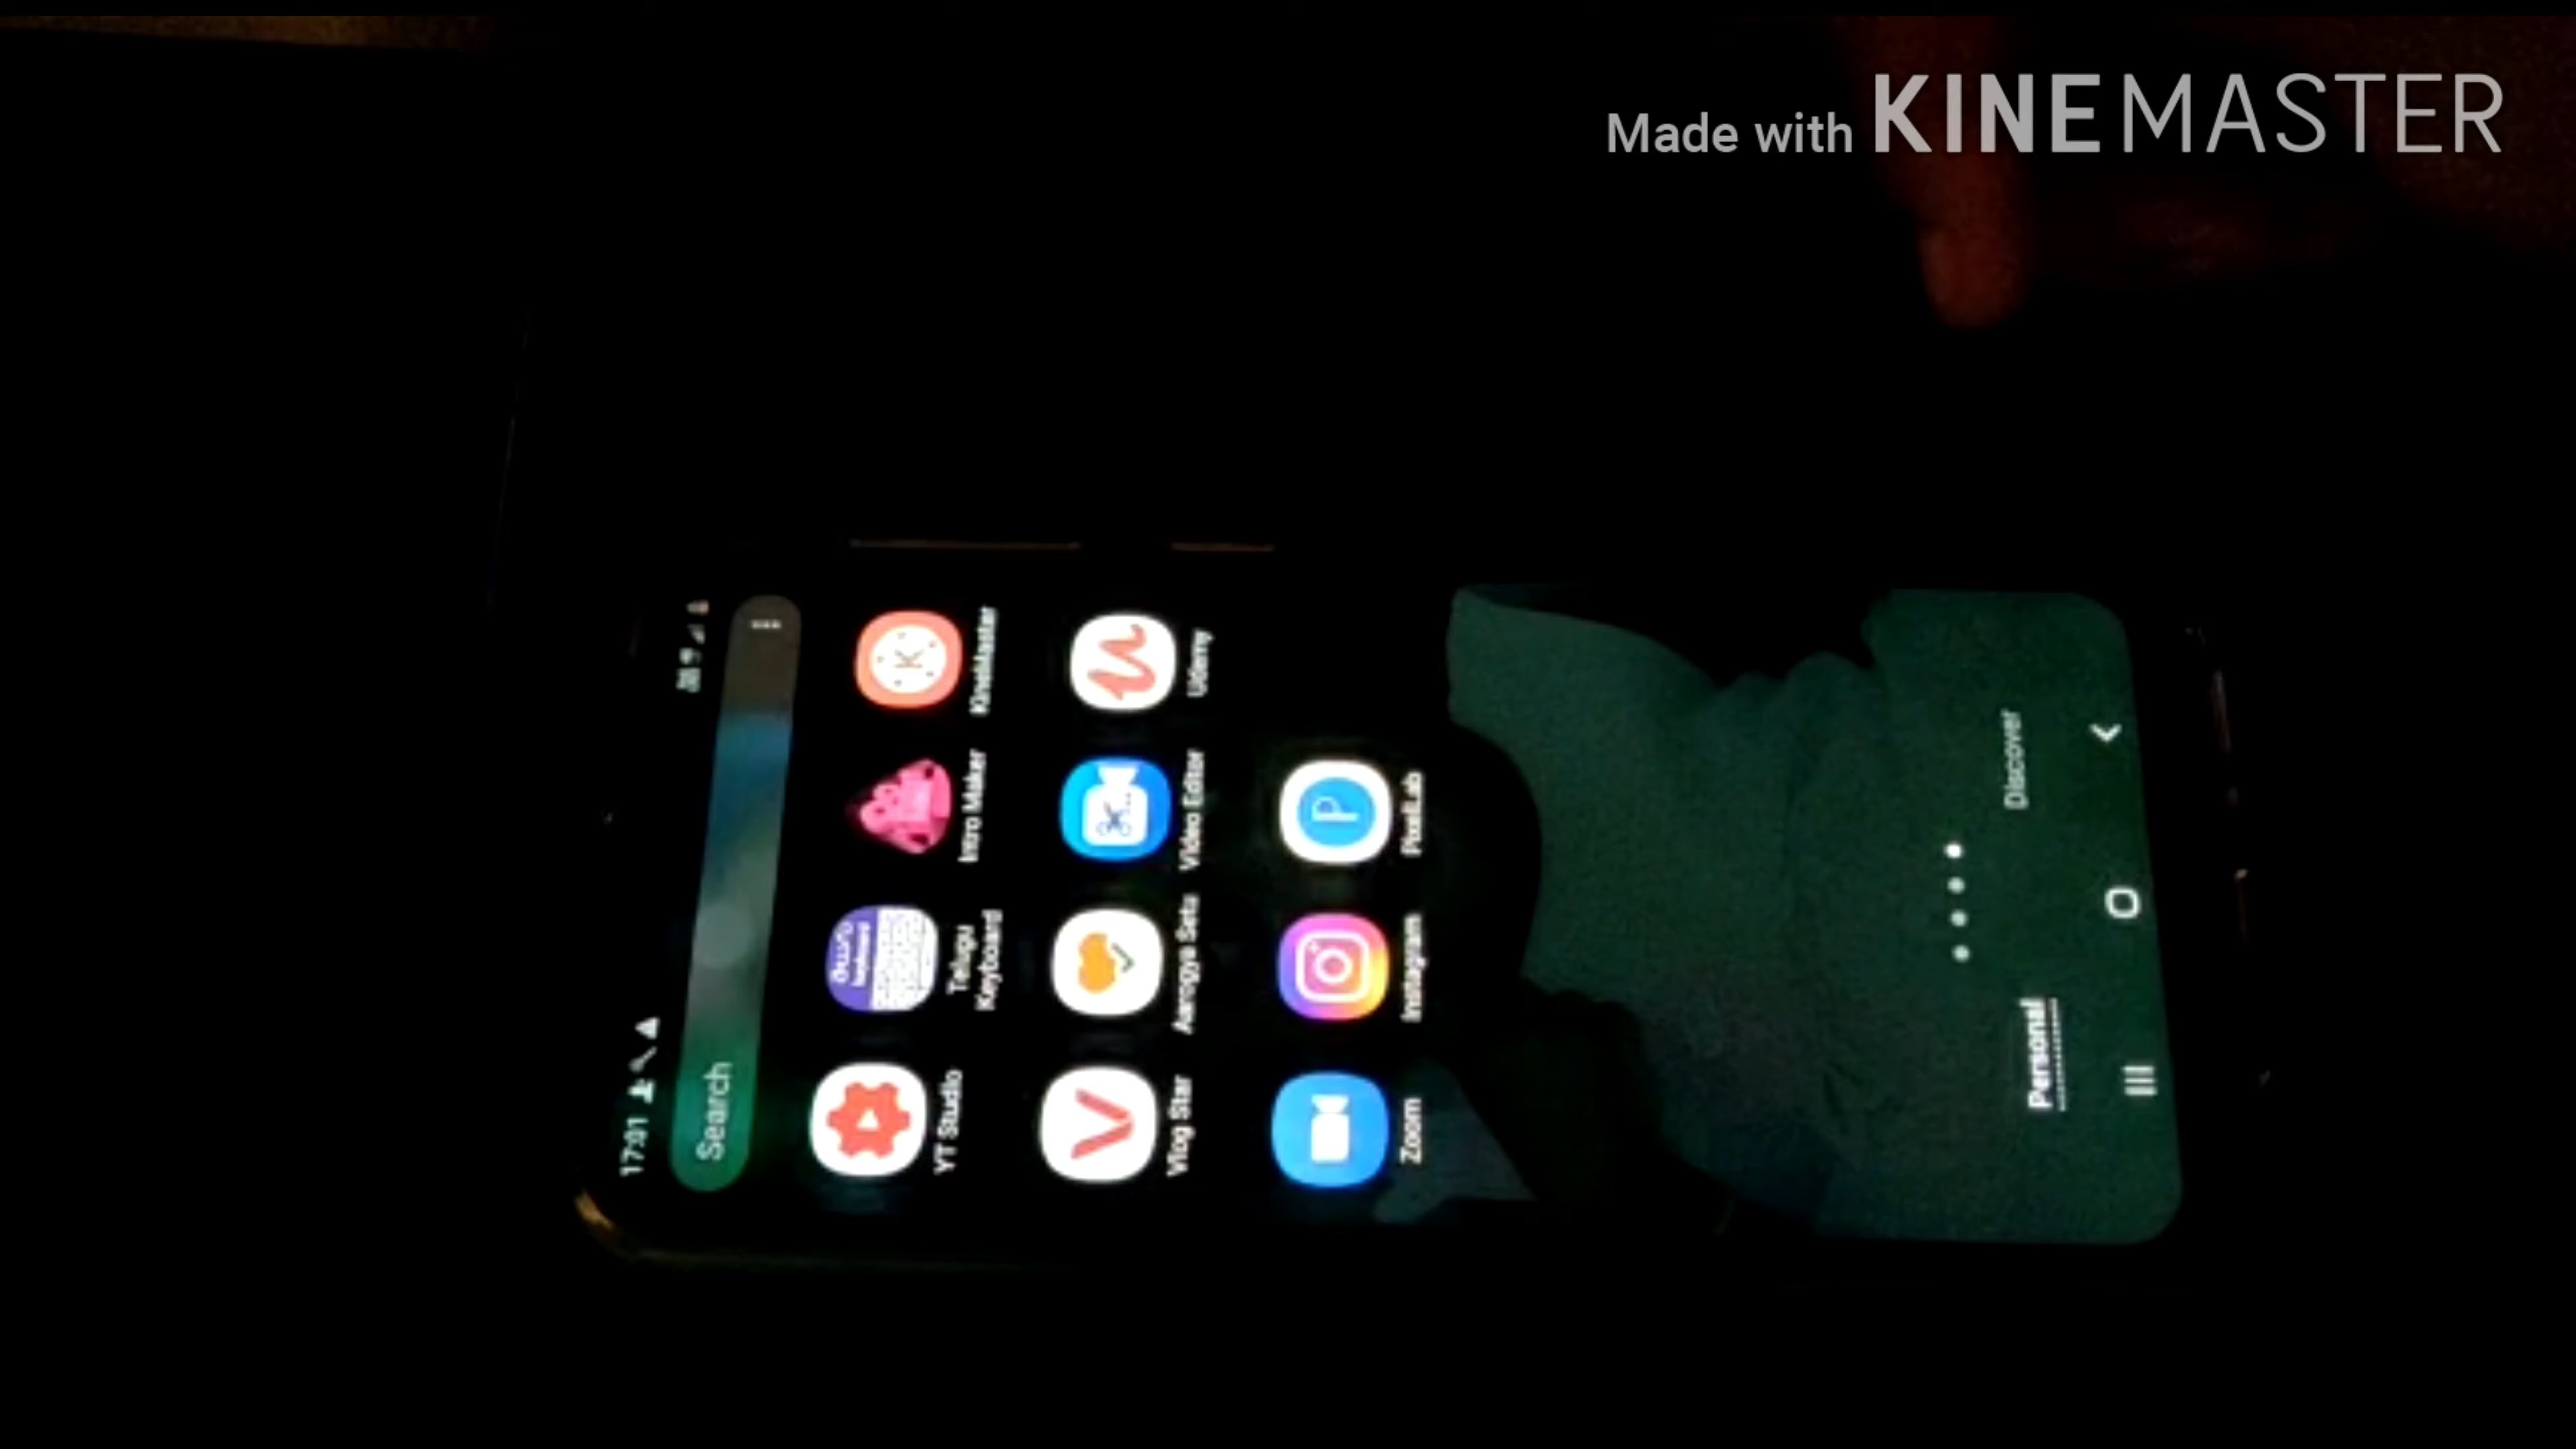 Made with KINEMASTER
17:01
Search
YT Studio
Telugu
Keyboard
Intro Maker
KineMaster
Vlog Star
Aarogya Setu
Video Editor
Udemy
Zoom
Instagram
PixelLab
Personal
Discover